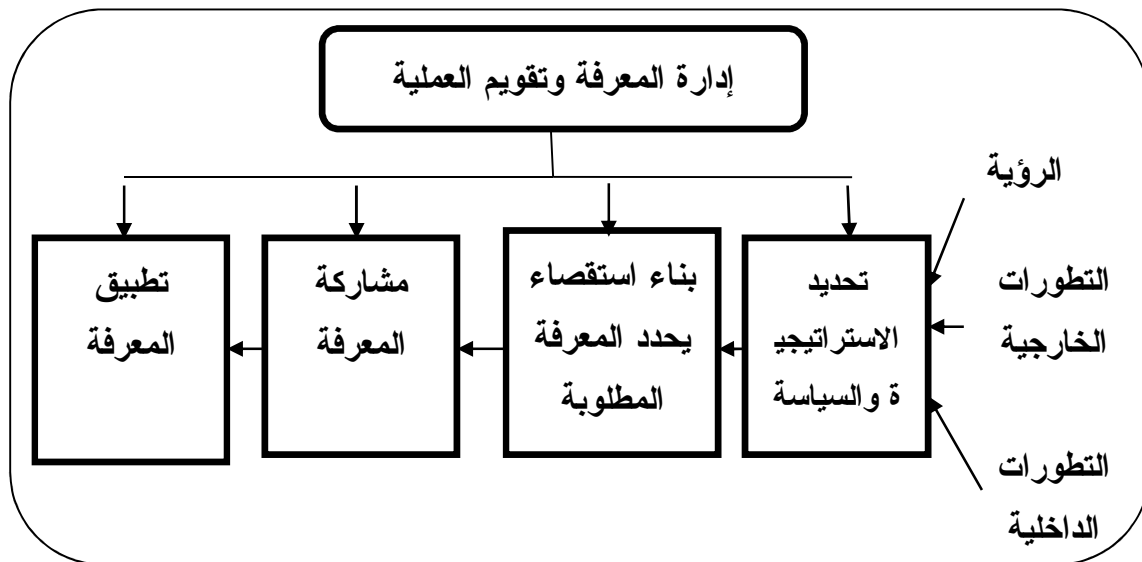 إدارة المعرفة وتقويم العملية
الرؤية
التطورات
الخارجية
التطورات
الداخلية
تحديد
الاستراتيجي
ة والسياسة
بناء استقصاء
يحدد المعرفة
المطلوبة
مشاركة
المعرفة
تطبيق
المعرفة